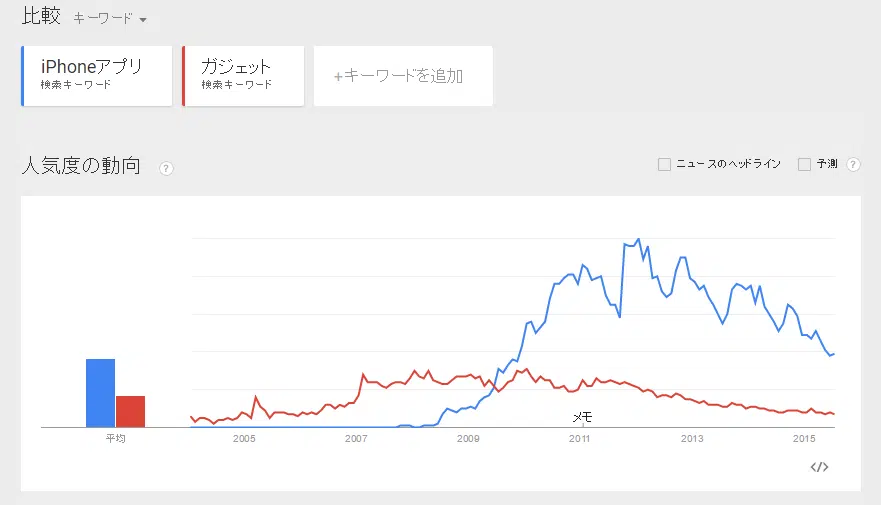 比較 キーワード
iPhoneアプリ
検索キーワード
ガジェット
検索キーワード
+キーワードを追加
人気度の動向 ?
ニュースのヘッドライン 予測 ?
メモ
平均 2005 2007 2009 2011 2013 2015
</>